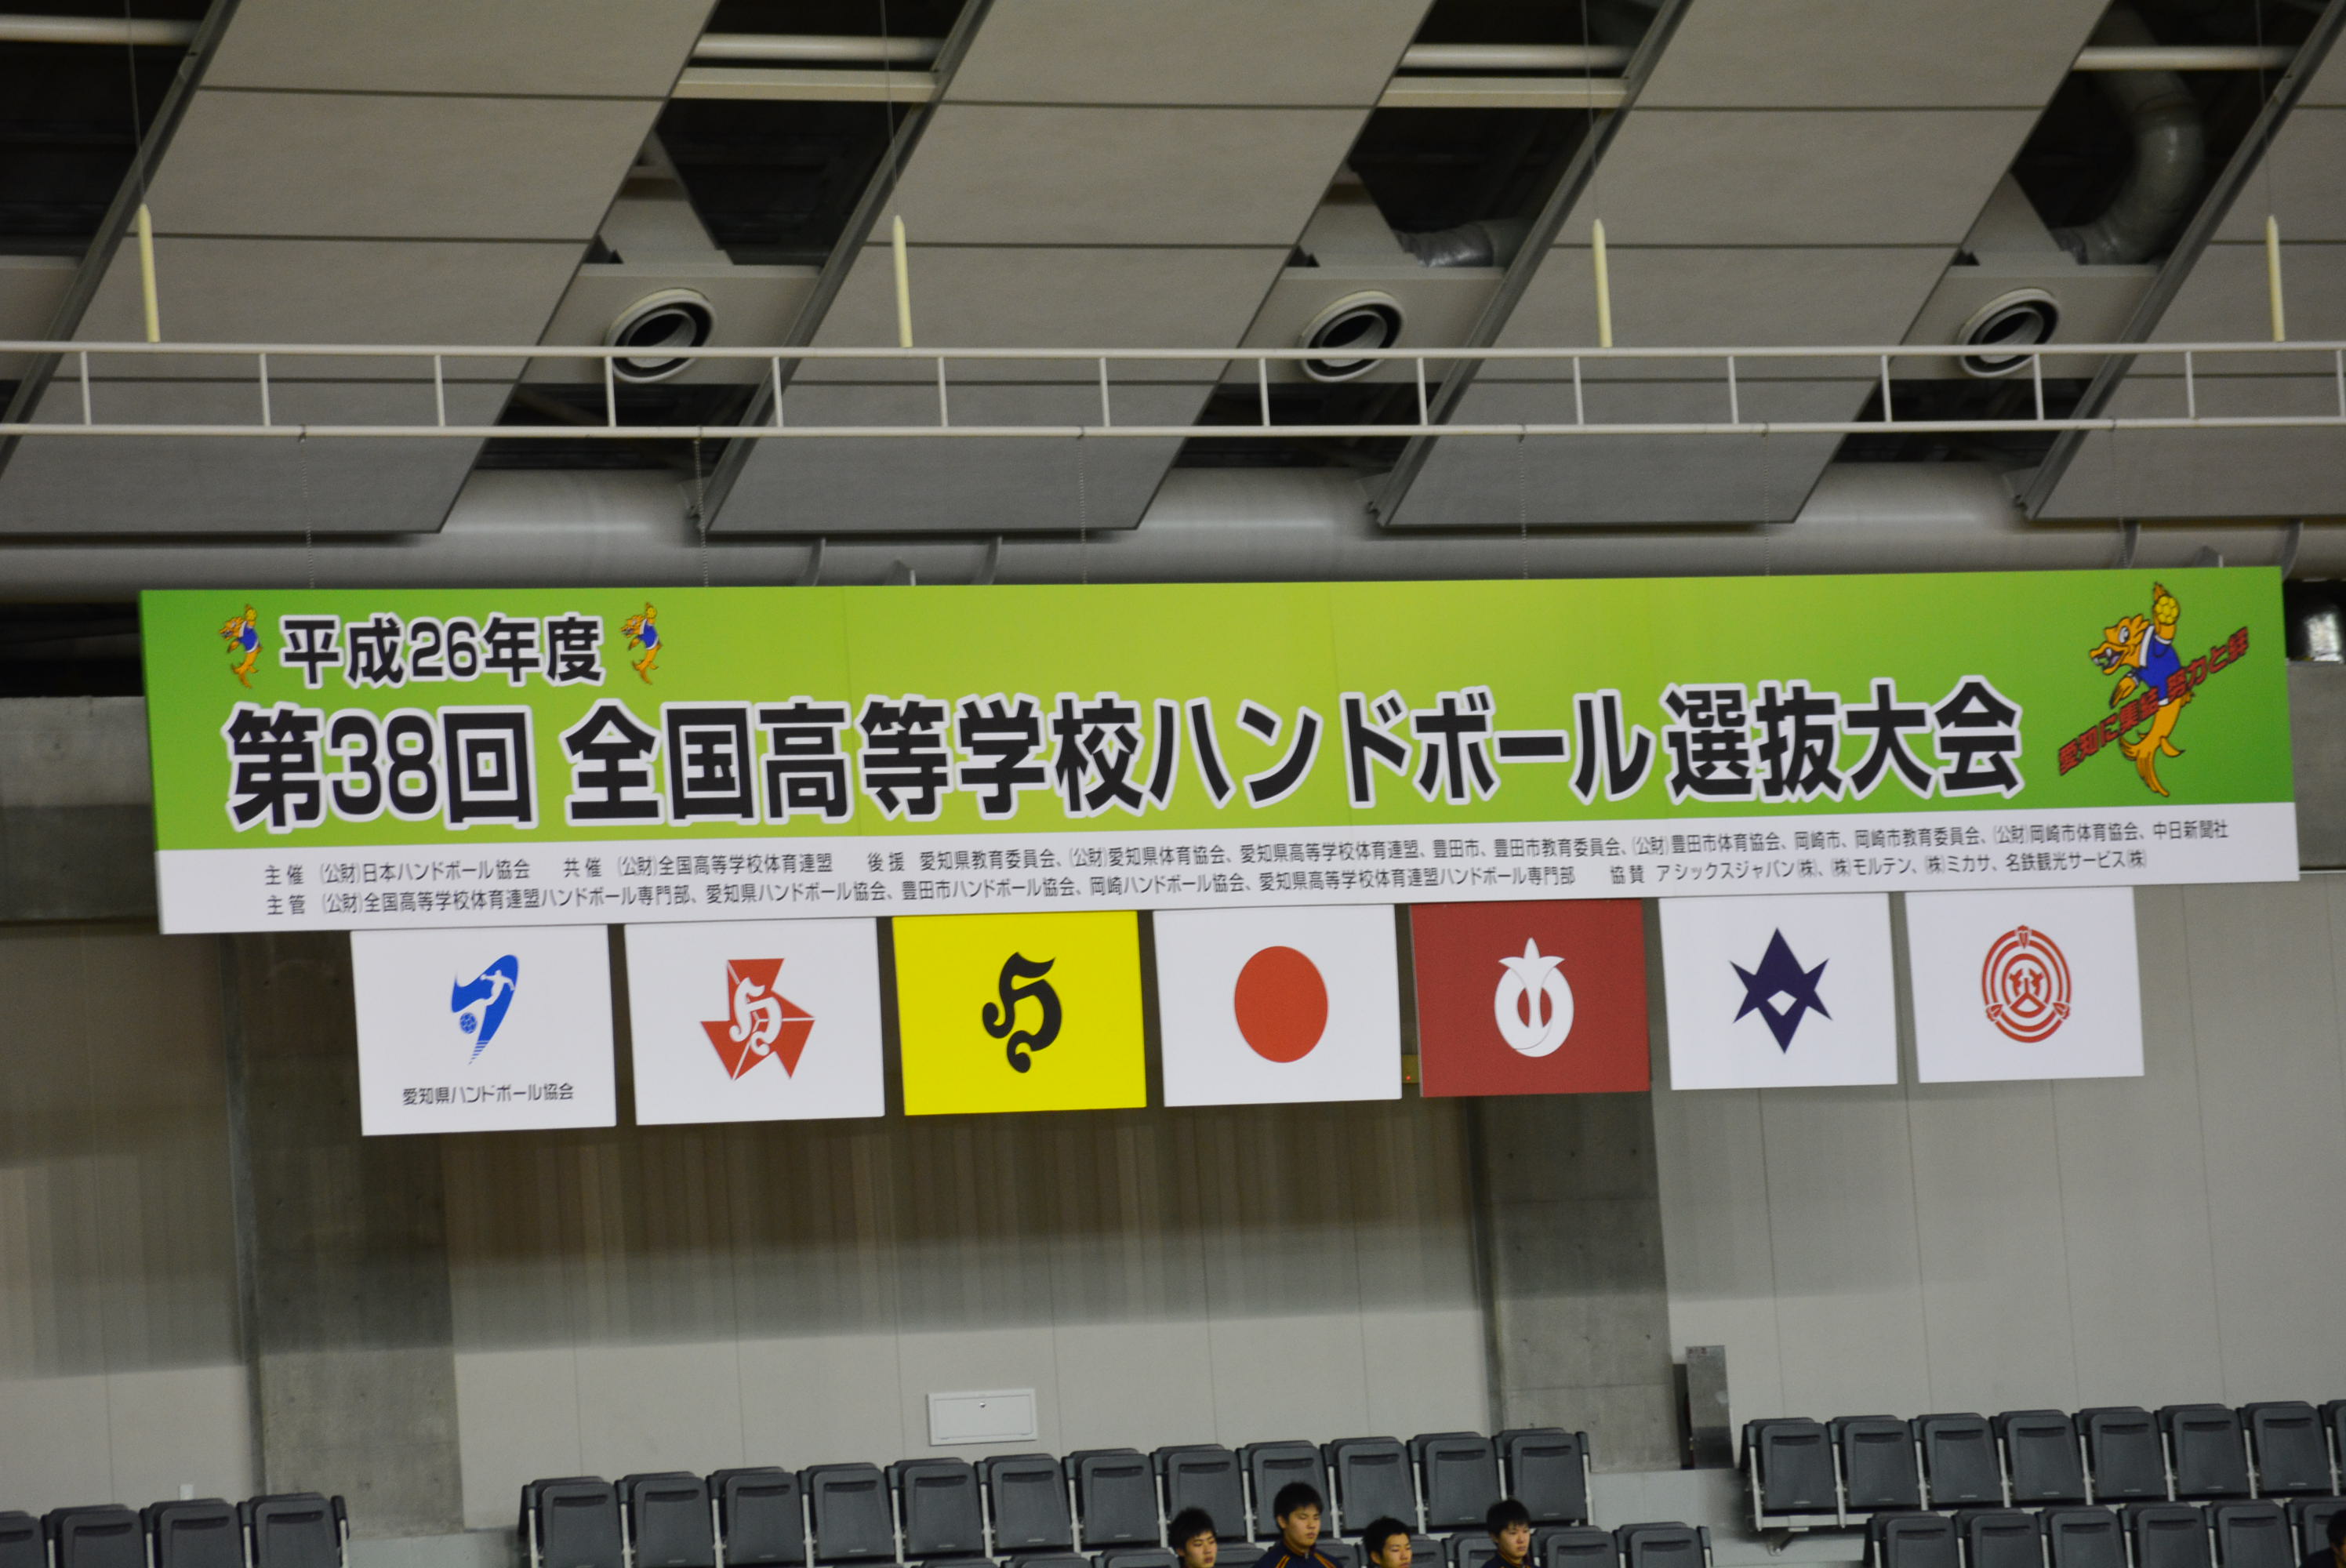 平成26年度
第38回 全国高等学校ハンドボール選抜大会
愛知に集結 努力と絆
主催 (公財)日本ハンドボール協会 共催 (公財)全国高等学校体育連盟 後援 愛知県教育委員会、(公財)愛知県体育協会、愛知県高等学校体育連盟、豊田市、豊田市教育委員会、(公財)豊田市体育協会、岡崎市、岡崎市教育委員会、(公財)岡崎市体育協会、中日新聞社
主管 (公財)全国高等学校体育連盟ハンドボール専門部、愛知県ハンドボール協会、豊田市ハンドボール協会、岡崎ハンドボール協会、愛知県高等学校体育連盟ハンドボール専門部 協賛 アシックスジャパン㈱、㈱モルテン、㈱ミカサ、名鉄観光サービス㈱
愛知県ハンドボール協会